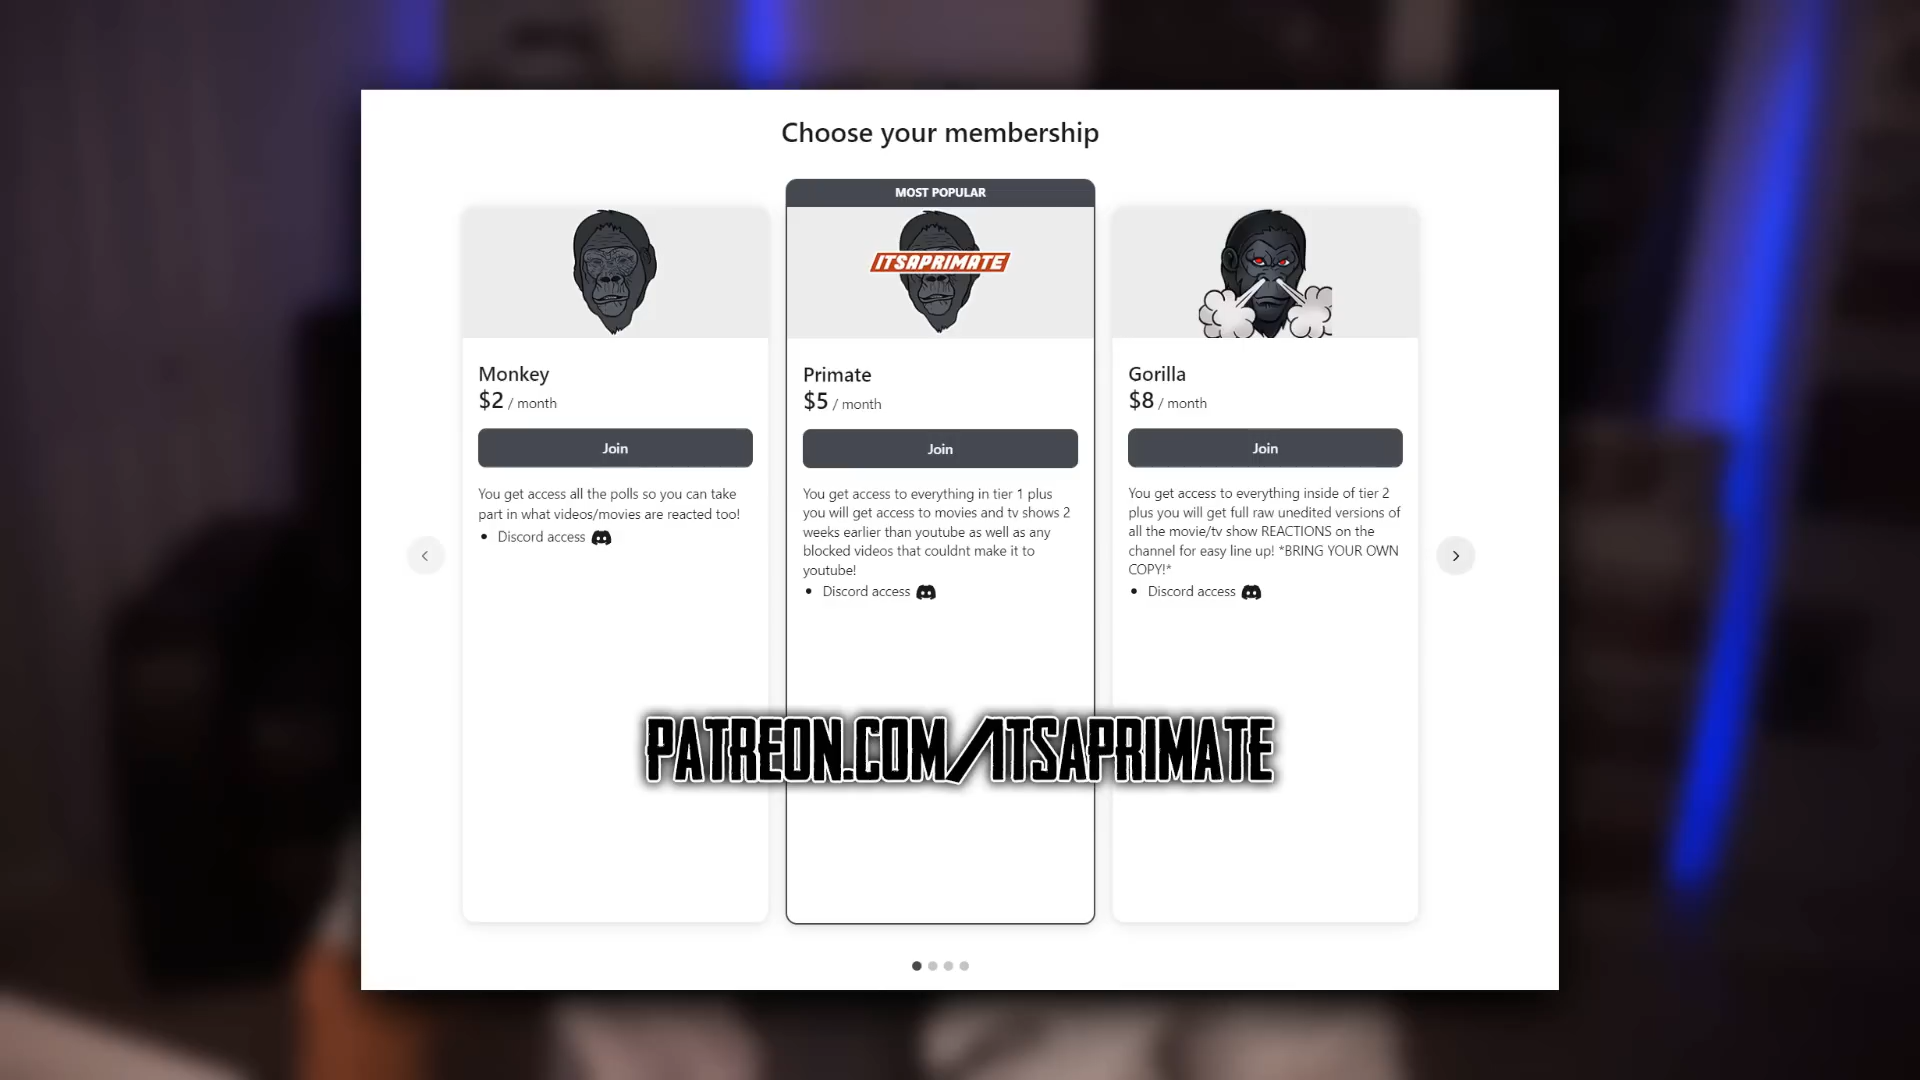 Choose your membership
MOST POPULAR
ITSAPRIMATE
Monkey
$2 / month
Join
You get access all the polls so you can take
part in what videos/movies are reacted too!
• Discord access
Primate
$5 / month
Join
You get access to everything in tier 1 plus
you will get access to movies and tv shows 2
weeks earlier than youtube as well as any
blocked videos that couldnt make it to
youtube!
• Discord access
Gorilla
$8 / month
Join
You get access to everything inside of tier 2
plus you will get full raw unedited versions of
all the movie/tv show REACTIONS on the
channel for easy line up! *BRING YOUR OWN
COPY!*
• Discord access
PATREON.COM/ITSAPRIMATE